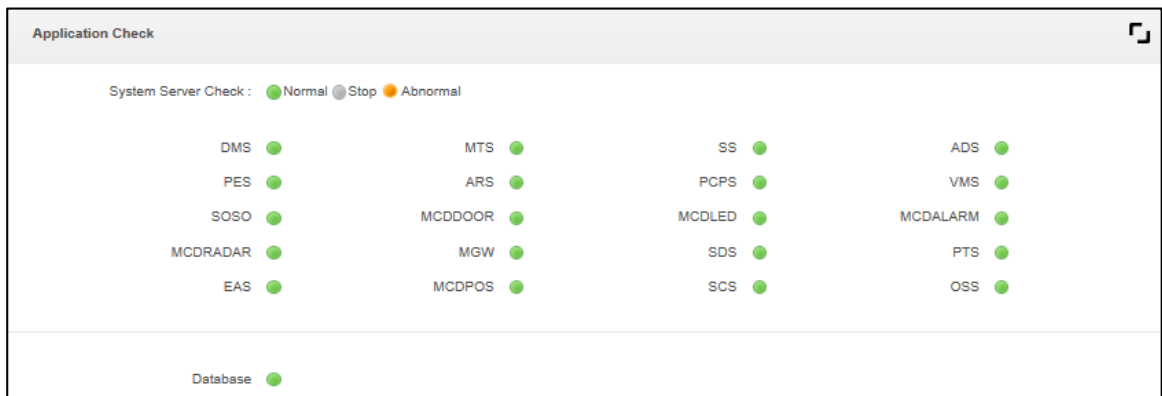 Application Check
System Server Check : Normal Stop Abnormal
DMS MTS SS ADS
PES ARS PCPS VMS
SOSO MCDDOOR MCDLED MCDALARM
MCDRADAR MGW SDS PTS
EAS MCDPOS SCS OSS
Database